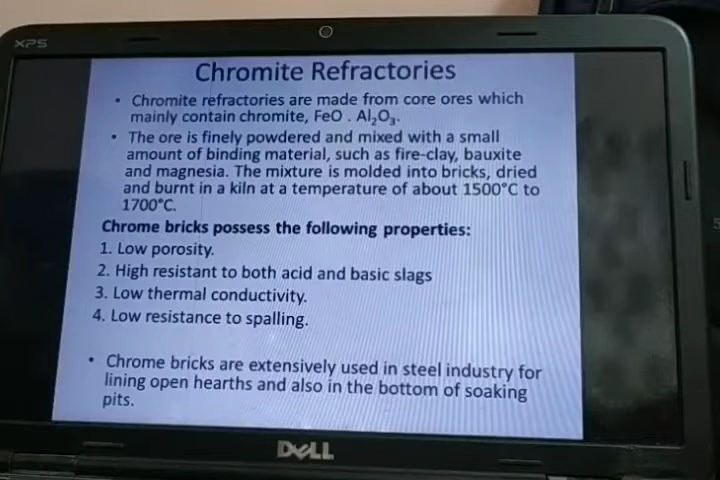 XPS
Chromite Refractories
• Chromite refractories are made from core ores which
mainly contain chromite, FeO . Al₂O₃.
• The ore is finely powdered and mixed with a small
amount of binding material, such as fire-clay, bauxite
and magnesia. The mixture is molded into bricks, dried
and burnt in a kiln at a temperature of about 1500°C to
1700°C.
Chrome bricks possess the following properties:
1. Low porosity.
2. High resistant to both acid and basic slags
3. Low thermal conductivity.
4. Low resistance to spalling.
• Chrome bricks are extensively used in steel industry for
lining open hearths and also in the bottom of soaking
pits.
DELL